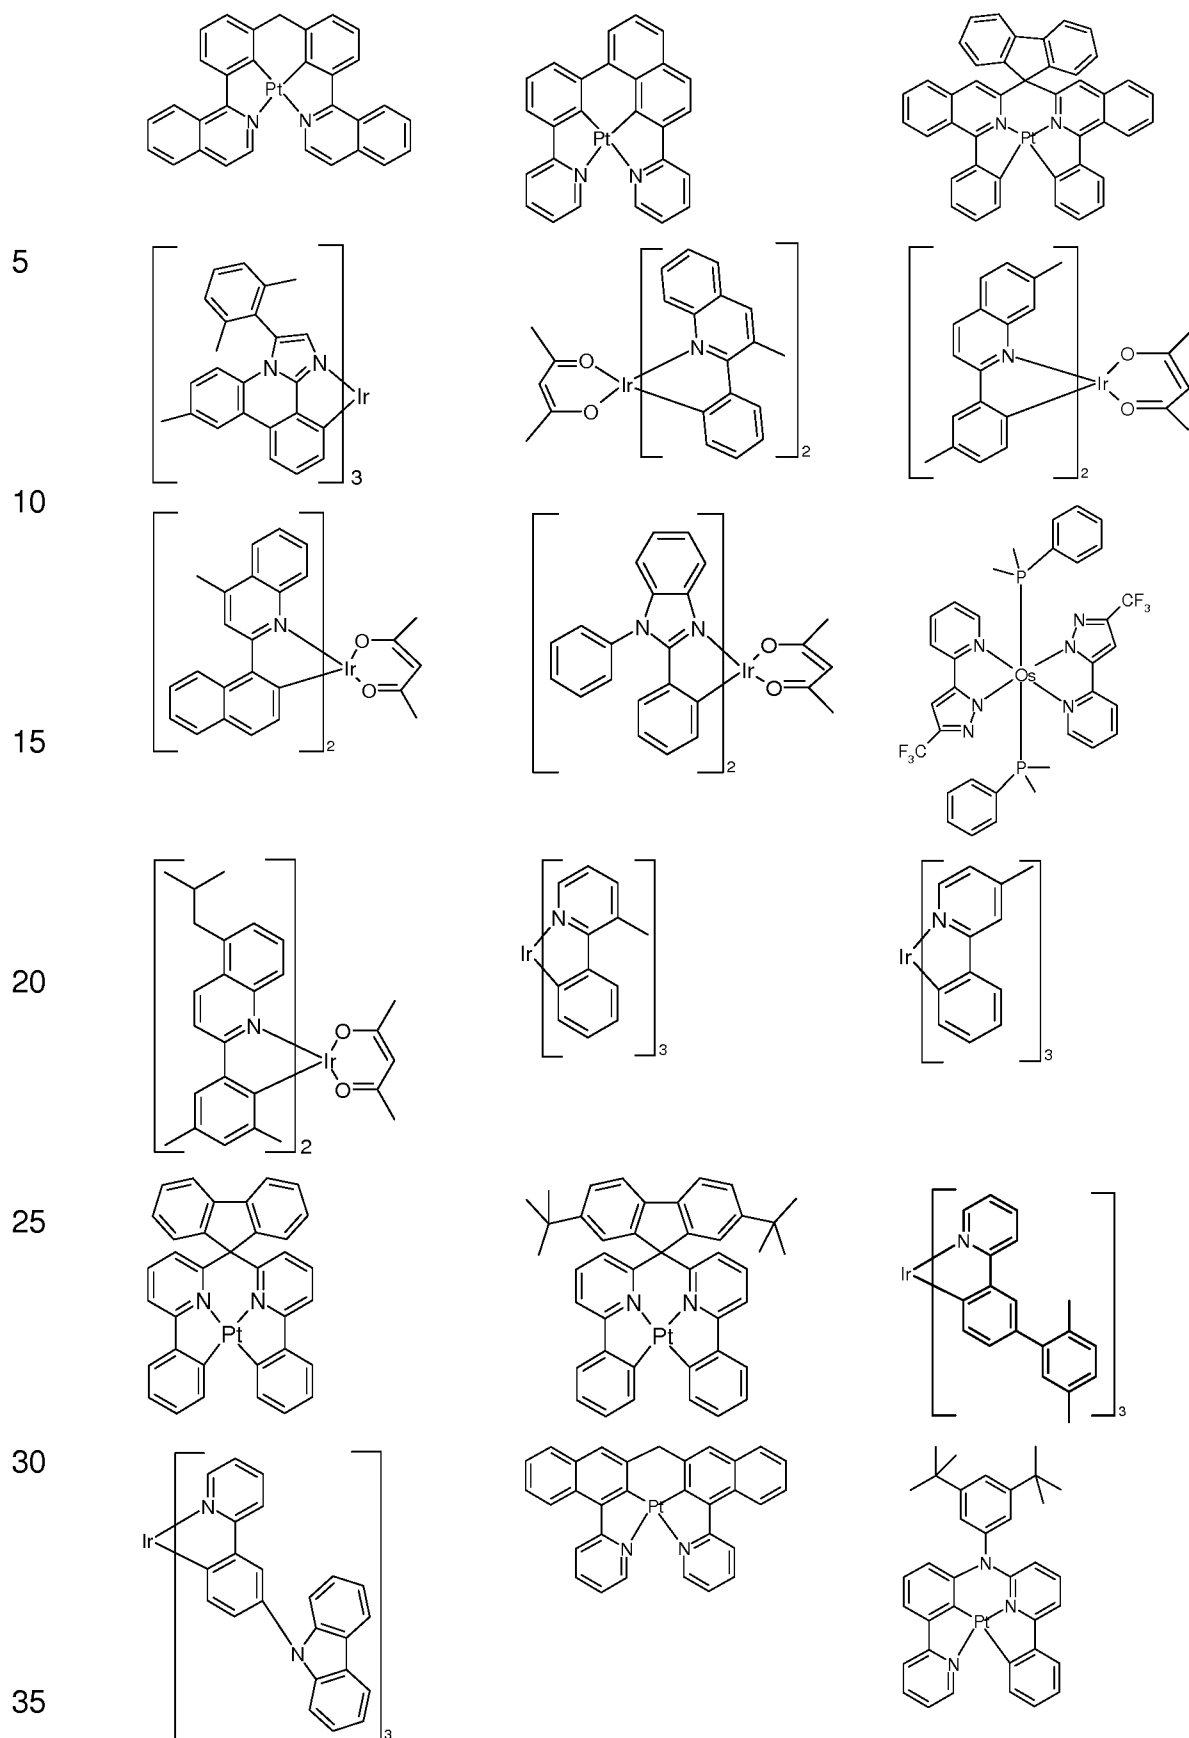 Pt N N
Pt N N
N N Pt
5
N N Ir 3
O O Ir N 2
N Ir O O 2
10
N Ir O O 2
N N Ir O O 2
P N N N CF3 Os N N N F3C P
15
N Ir O O 2
N Ir 3
N Ir 3
20
25
N N Pt
N N Pt
N Ir 3
30
N Ir N 3
Pt N N
N N Pt N
35